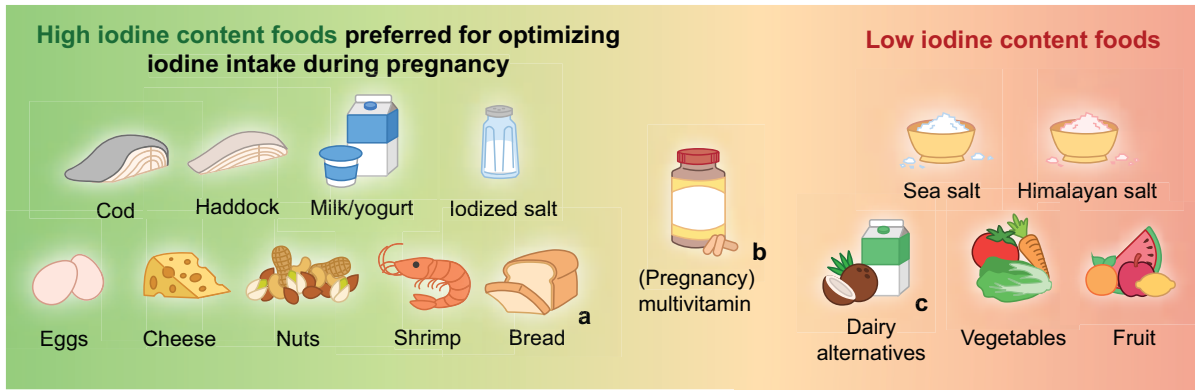 High iodine content foods preferred for optimizing
iodine intake during pregnancy
Low iodine content foods
Cod
Haddock
Milk/yogurt
Iodized salt
Sea salt
Himalayan salt
Eggs
Cheese
Nuts
Shrimp
Bread
a
(Pregnancy)
multivitamin
b
Dairy
alternatives
c
Vegetables
Fruit